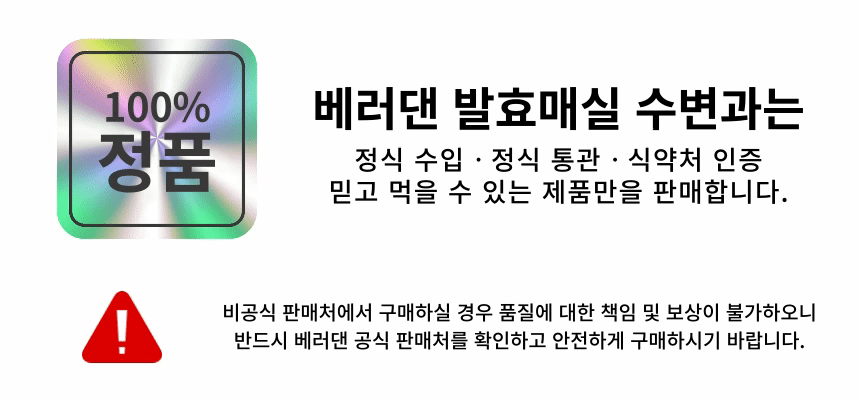 100%
정품
베러댄 발효매실 수변과는
정식 수입 · 정식 통관 · 식약처 인증
믿고 먹을 수 있는 제품만을 판매합니다.
비공식 판매처에서 구매하실 경우 품질에 대한 책임 및 보상이 불가하오니
반드시 베러댄 공식 판매처를 확인하고 안전하게 구매하시기 바랍니다.